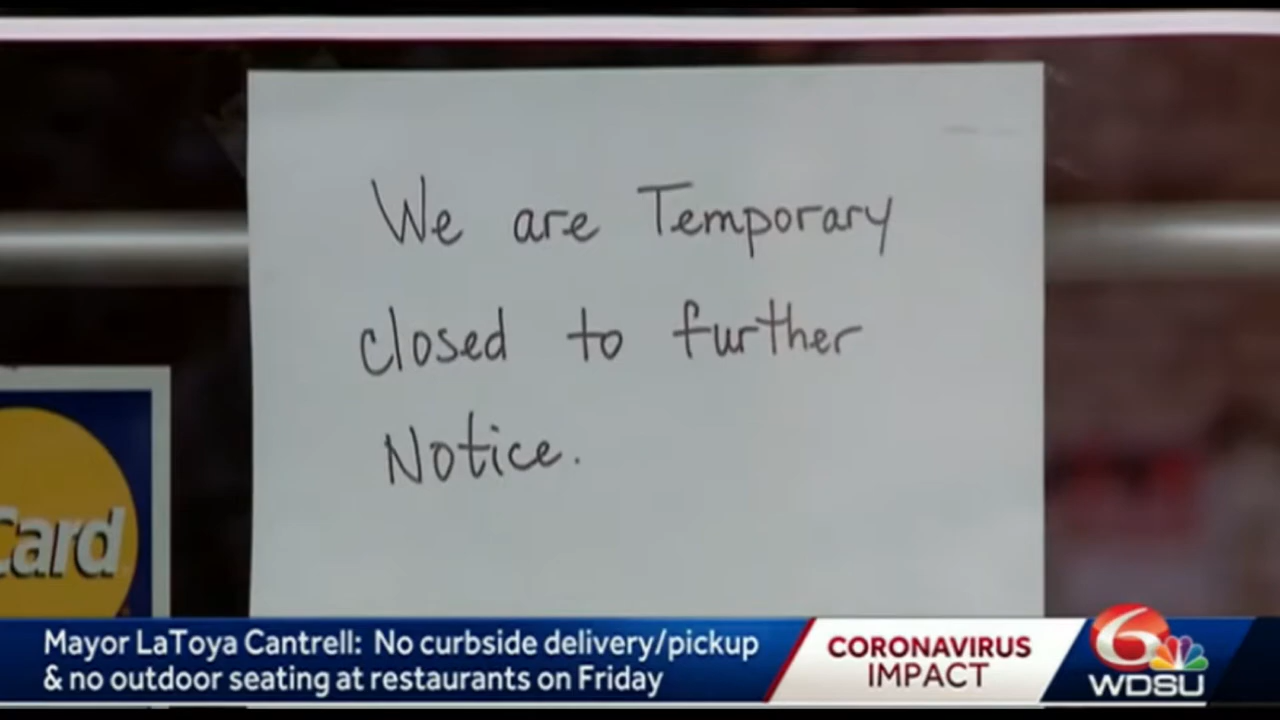 We are Temporary
closed to further
Notice.
Card
Mayor LaToya Cantrell: No curbside delivery/pickup
& no outdoor seating at restaurants on Friday
CORONAVIRUS
IMPACT
6
WDSU